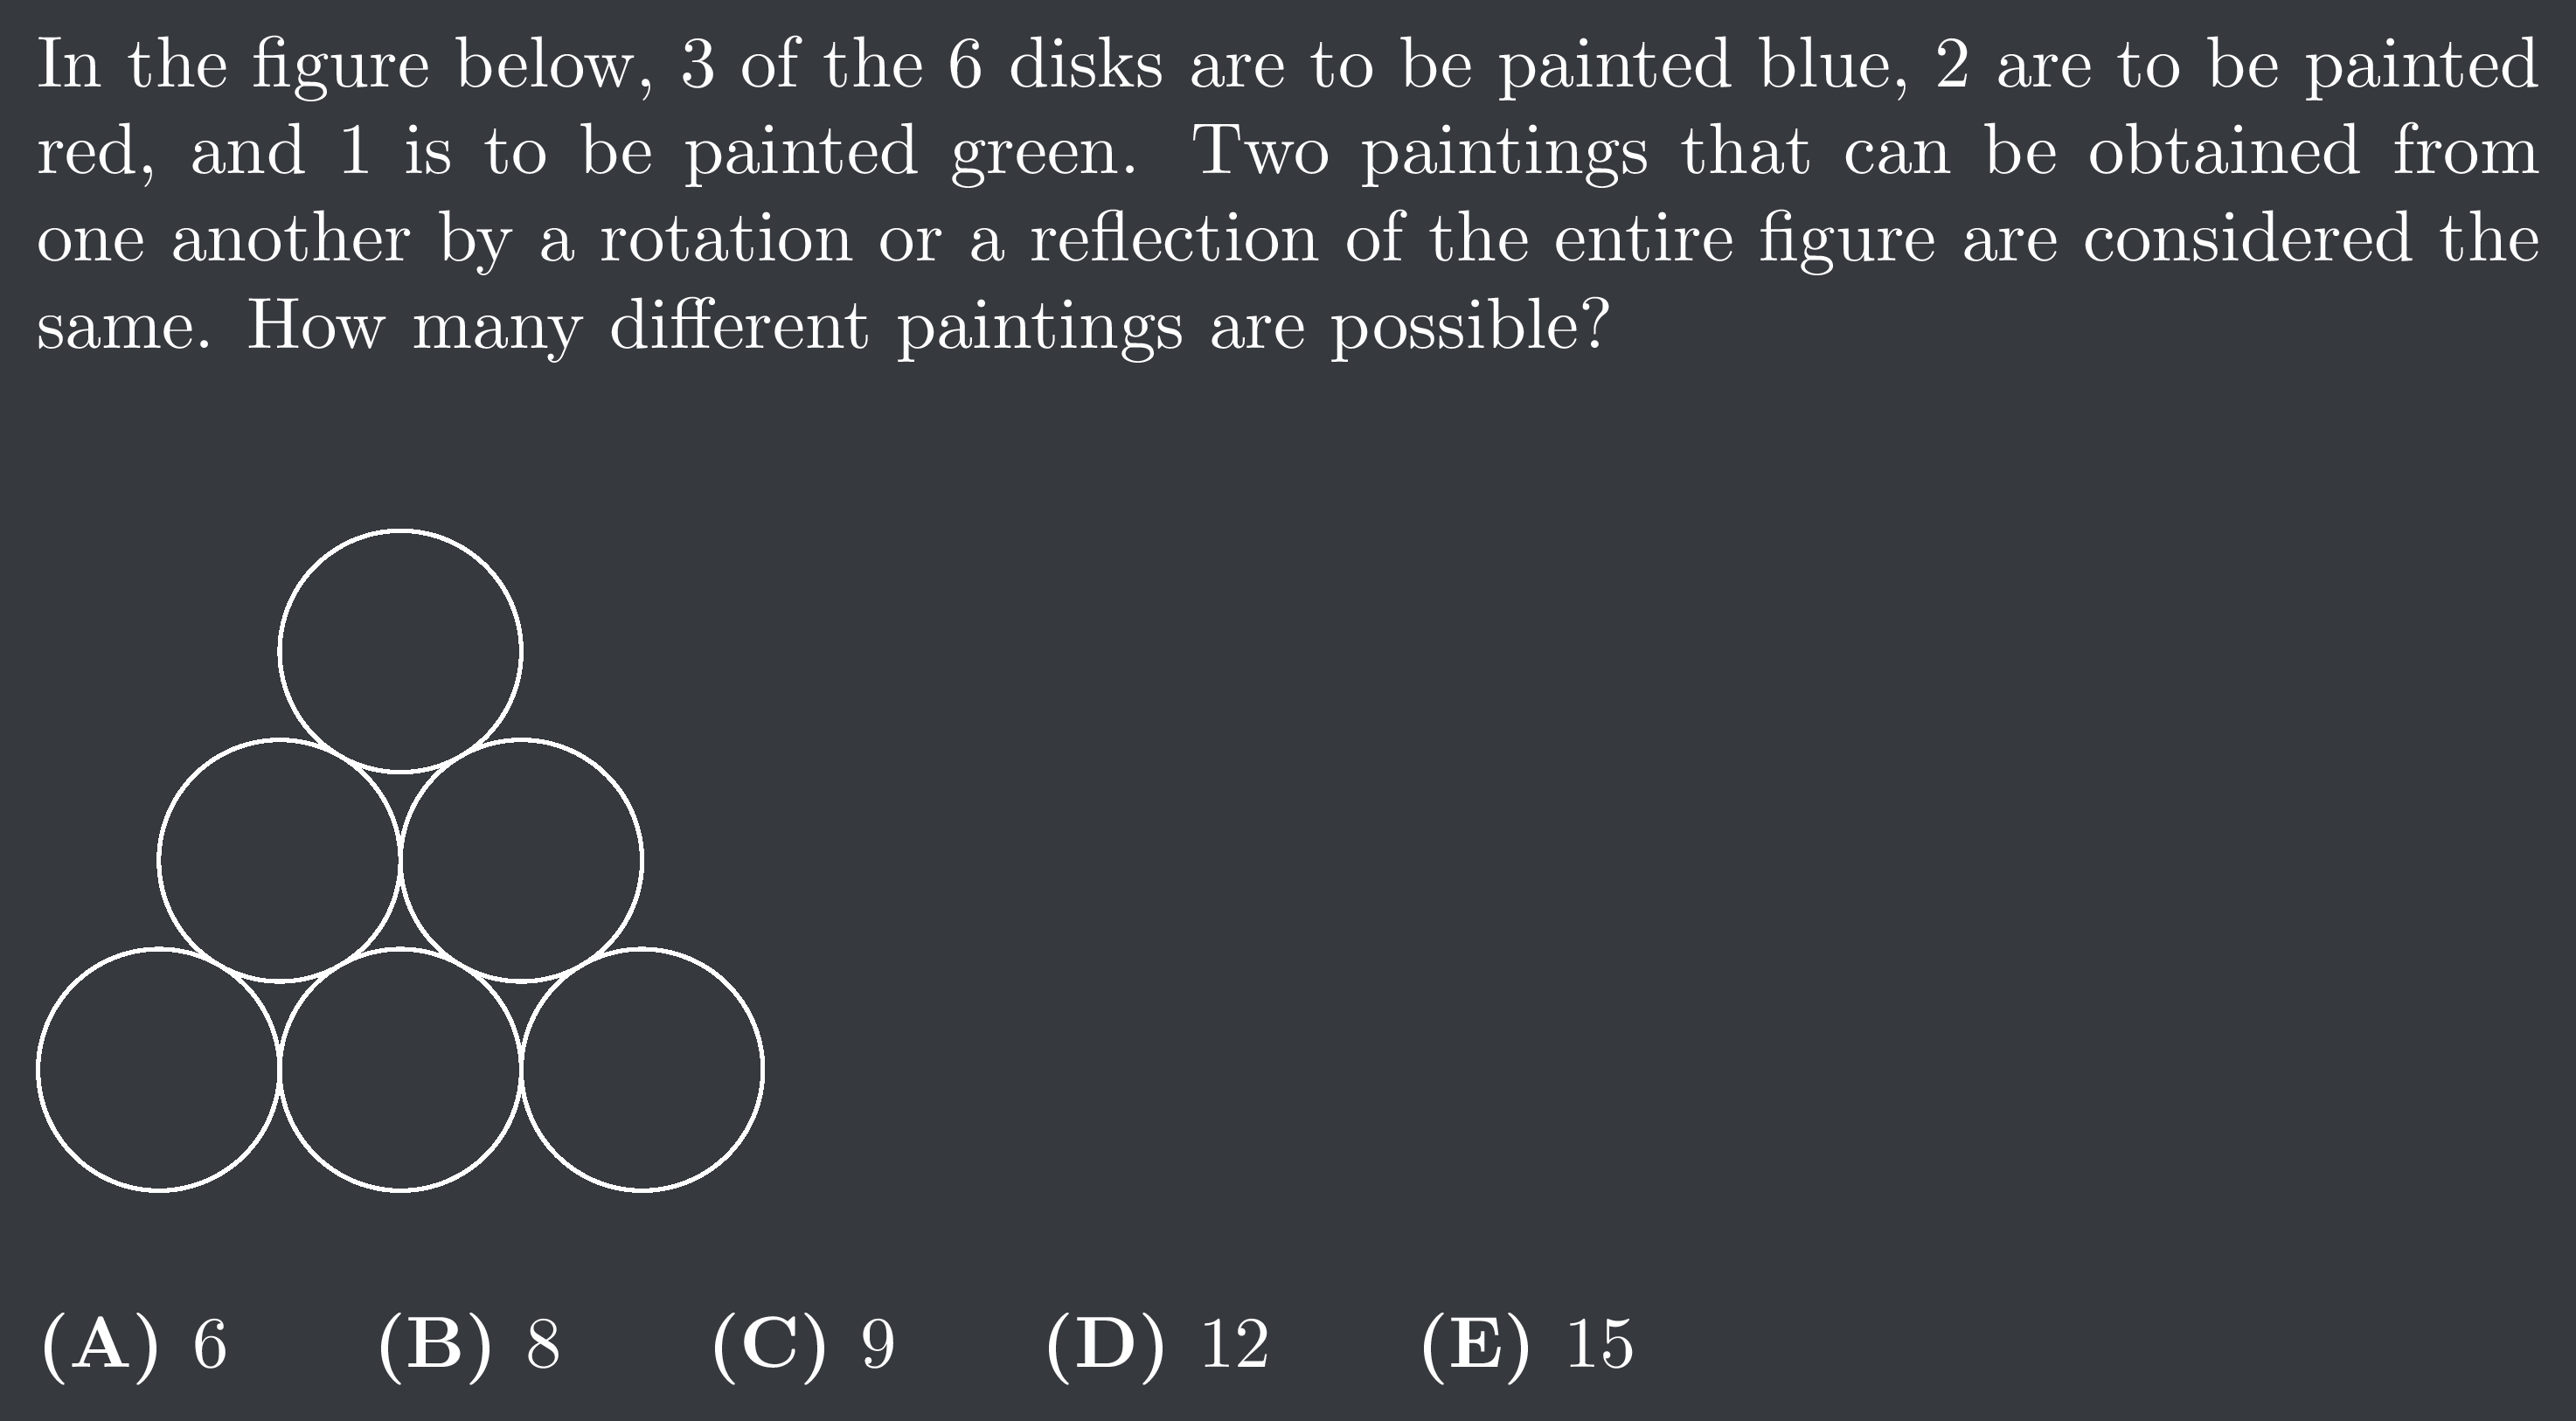 In the figure below, 3 of the 6 disks are to be painted blue, 2 are to be painted
red, and 1 is to be painted green. Two paintings that can be obtained from
one another by a rotation or a reflection of the entire figure are considered the
same. How many different paintings are possible?
(A) 6 (B) 8 (C) 9 (D) 12 (E) 15